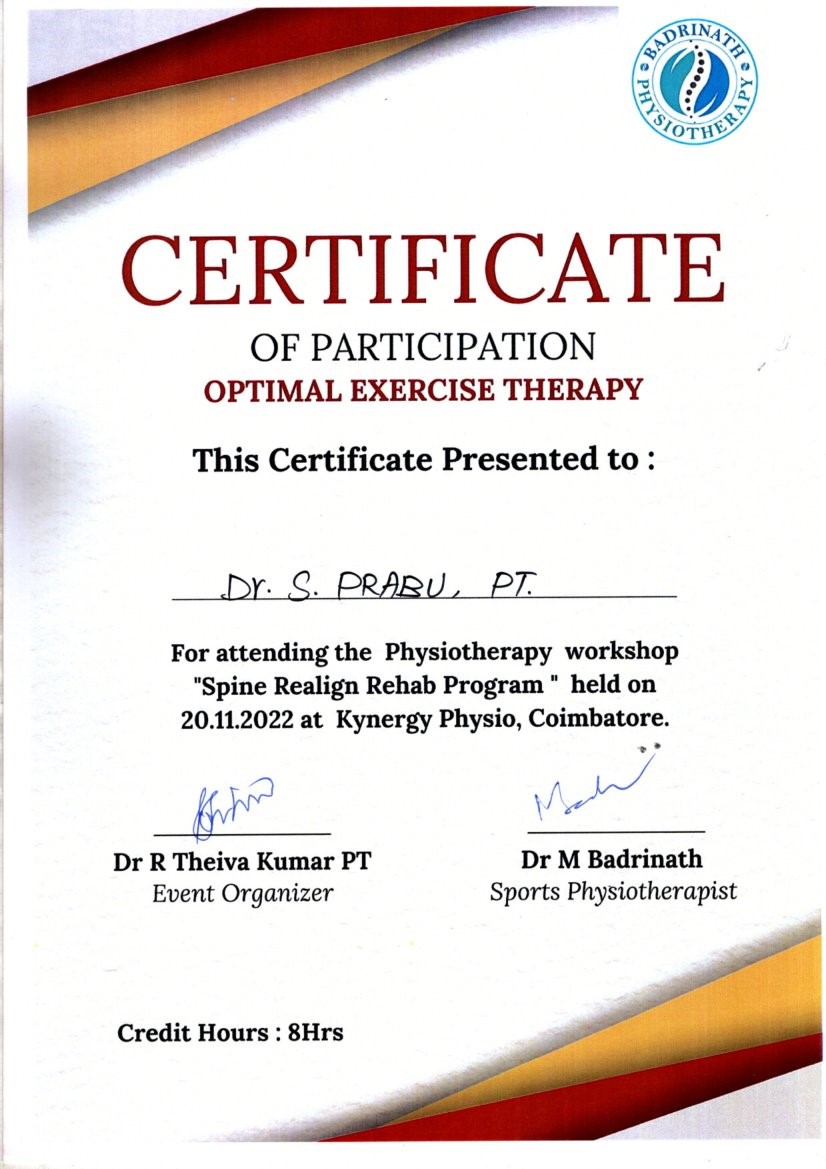 BADRINATH
PHYSIOTHERAPY
CERTIFICATE
OF PARTICIPATION
OPTIMAL EXERCISE THERAPY
This Certificate Presented to :
Dr. S. PRABU, PT.
For attending the Physiotherapy workshop
"Spine Realign Rehab Program " held on
20.11.2022 at Kynergy Physio, Coimbatore.
Dr R Theiva Kumar PT
Event Organizer
Dr M Badrinath
Sports Physiotherapist
Credit Hours : 8Hrs